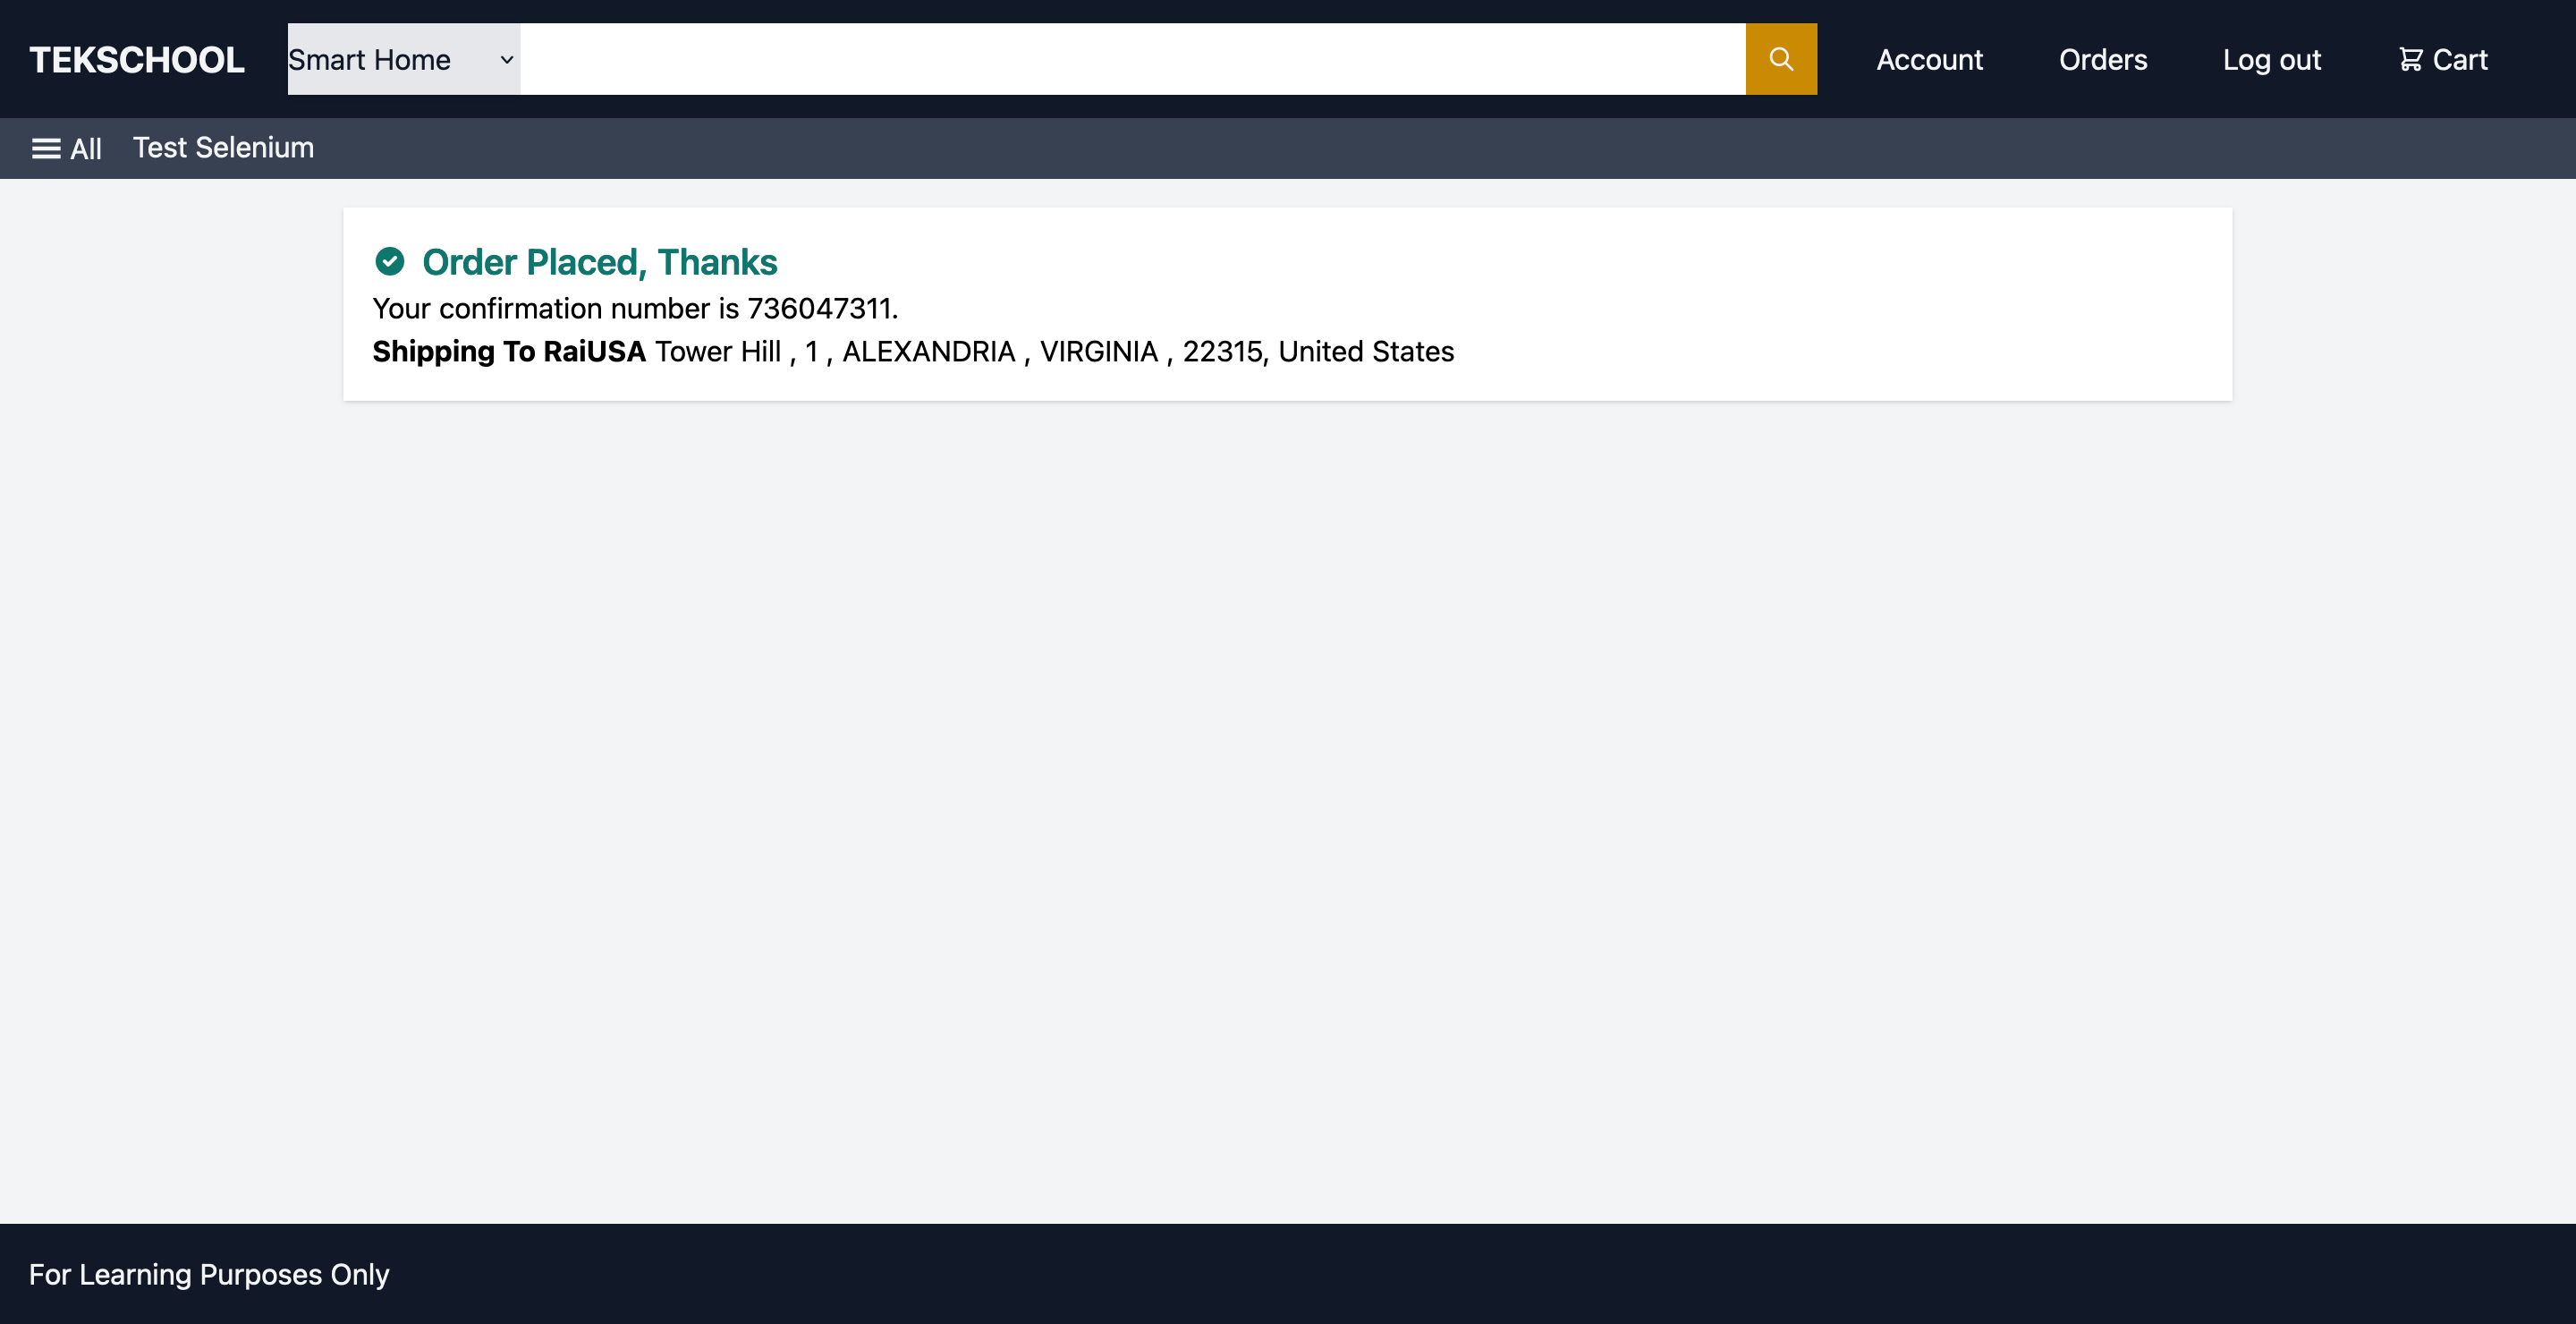 TEKSCHOOL Smart Home Account Orders Log out Cart
All Test Selenium
Order Placed, Thanks
Your confirmation number is 736047311.
Shipping To RaiUSA Tower Hill , 1 , ALEXANDRIA , VIRGINIA , 22315, United States
For Learning Purposes Only